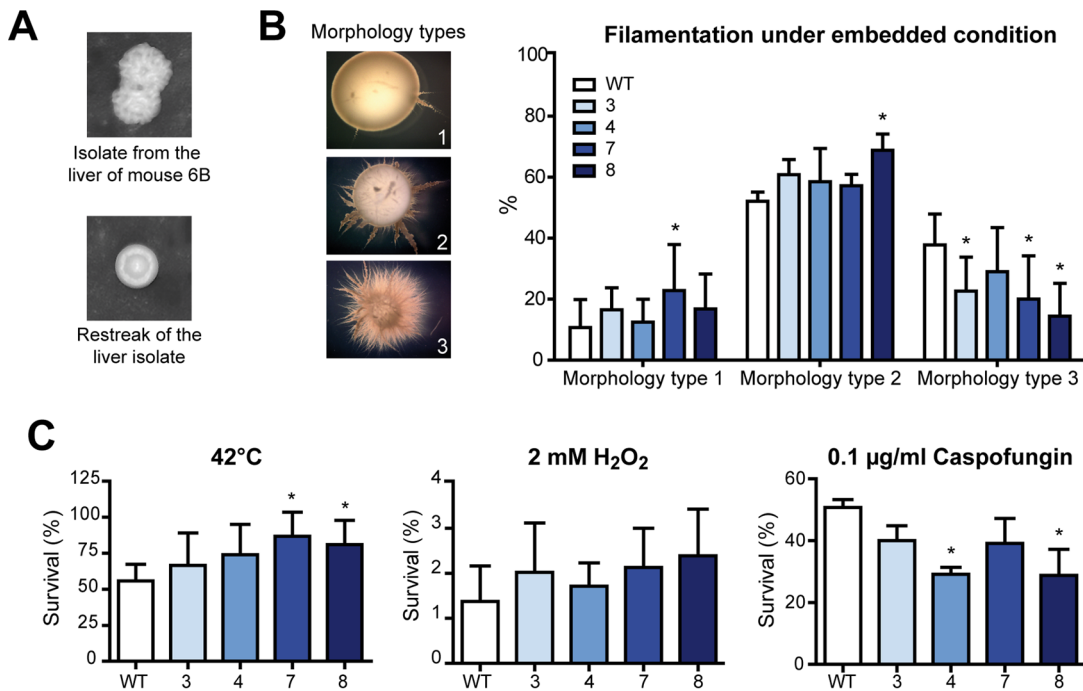 A
Isolate from the
liver of mouse 6B
Restreak of the
liver isolate
B
Morphology types
1
2
3
Filamentation under embedded condition
%
100
80
60
40
20
0
WT
3
4
7
8
*
*
*
*
*
Morphology type 1
Morphology type 2
Morphology type 3
C
42°C
Survival (%)
125
100
75
50
25
0
*
*
WT 3 4 7 8
2 mM H₂O₂
Survival (%)
4
3
2
1
0
WT 3 4 7 8
0.1 µg/ml Caspofungin
Survival (%)
60
40
20
0
*
*
WT 3 4 7 8